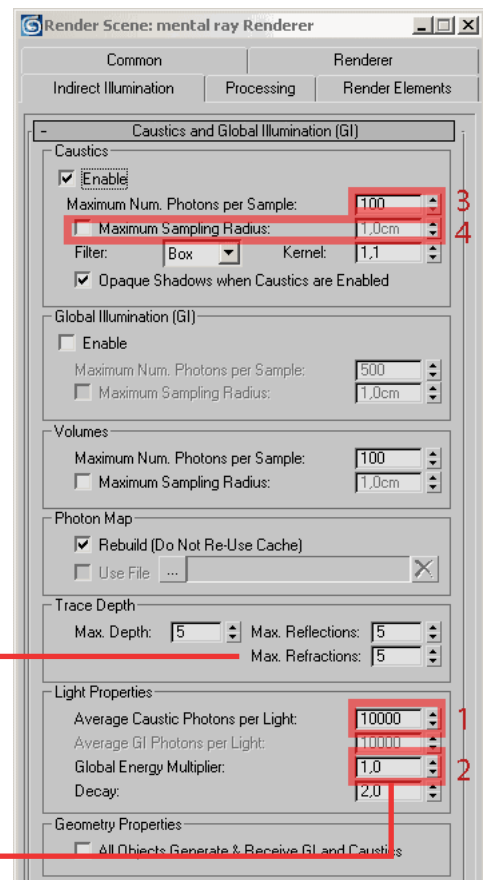 Render Scene: mental ray Renderer
Common Renderer
Indirect Illumination Processing Render Elements
- Caustics and Global Illumination (GI)
Caustics
Enable
Maximum Num. Photons per Sample: 100 3
Maximum Sampling Radius: 1,0cm 4
Filter: Box Kernel: 1,1
Opaque Shadows when Caustics are Enabled
Global Illumination (GI)
Enable
Maximum Num. Photons per Sample: 500
Maximum Sampling Radius: 1,0cm
Volumes
Maximum Num. Photons per Sample: 100
Maximum Sampling Radius: 1,0cm
Photon Map
Rebuild (Do Not Re-Use Cache)
Use File ...
Trace Depth
Max. Depth: 5 Max. Reflections: 5
Max. Refractions: 5
Light Properties
Average Caustic Photons per Light: 10000 1
Average GI Photons per Light: 10000
Global Energy Multiplier: 1,0 2
Decay: 2,0
Geometry Properties
All Objects Generate & Receive GI and Caustics